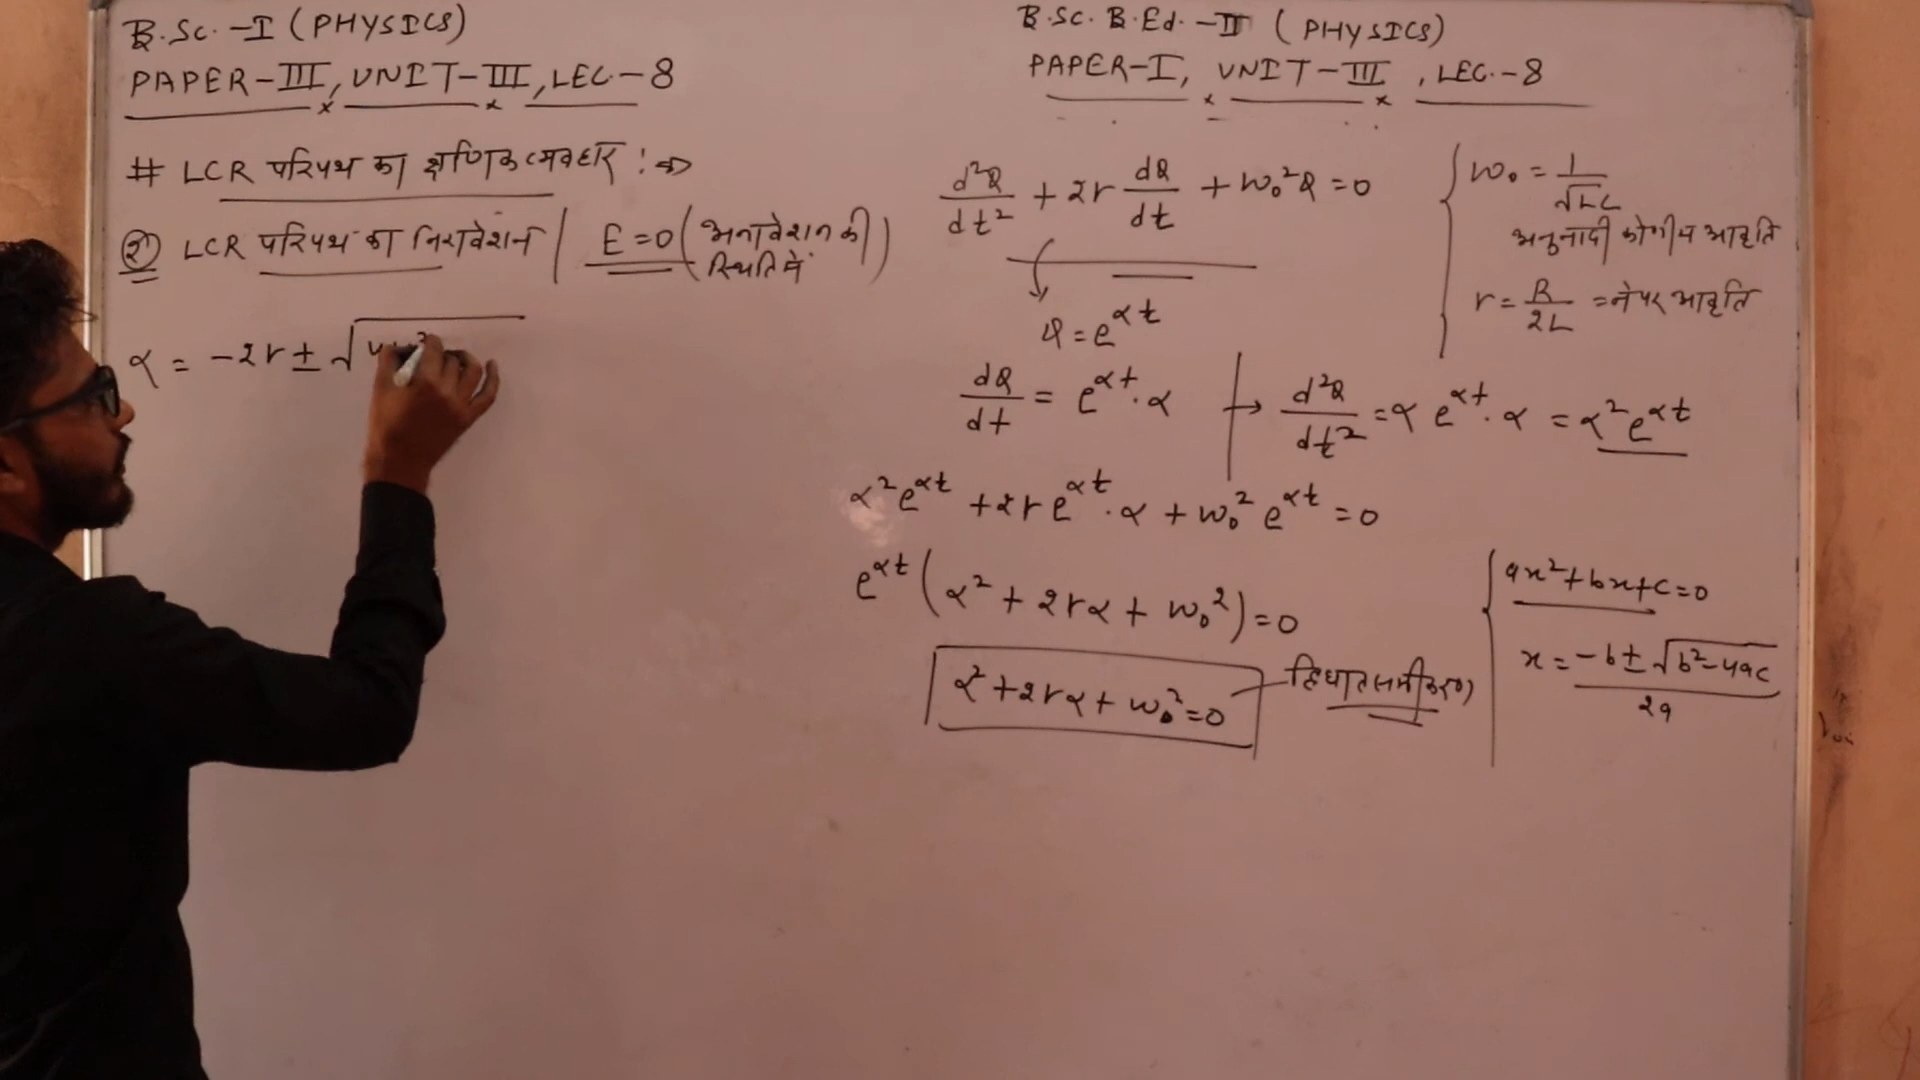 B.Sc.-I (PHYSICS)
PAPER-III, UNIT-III, LEC.-8
# LCR परिपथ का क्षणिक व्यवहार :⇒
② LCR परिपथ का निरावेशन / E=0 (अनावेशन की स्थिति में)
α = -2r ± √4r²
B.Sc. B.Ed.-II (PHYSICS)
PAPER-I, UNIT-III, LEC.-8
d²Q/dt² + 2r dQ/dt + ω₀²Q = 0
ω₀ = 1/√LC
अनुनादी कोणीय आवृति
r = R/2L = नेपर आवृति
Q = e^αt
dQ/dt = e^αt · α → d²Q/dt² = α e^αt · α = α² e^αt
α² e^αt + 2r e^αt · α + ω₀² e^αt = 0
e^αt (α² + 2rα + ω₀²) = 0
α² + 2rα + ω₀² = 0 द्विघात समीकरण
ax² + bx + c = 0
x = -b ± √b²-4ac / 2a